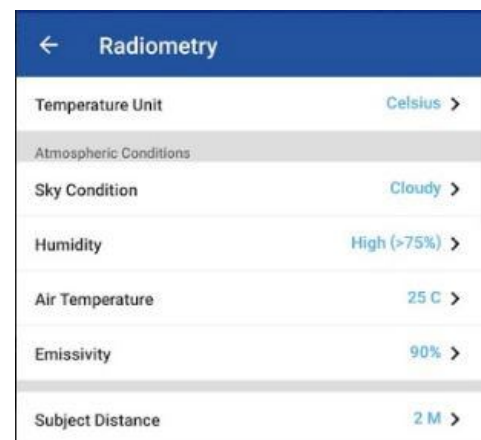 Radiometry
Temperature Unit Celsius
Atmospheric Conditions
Sky Condition Cloudy
Humidity High (>75%)
Air Temperature 25 C
Emissivity 90%
Subject Distance 2 M